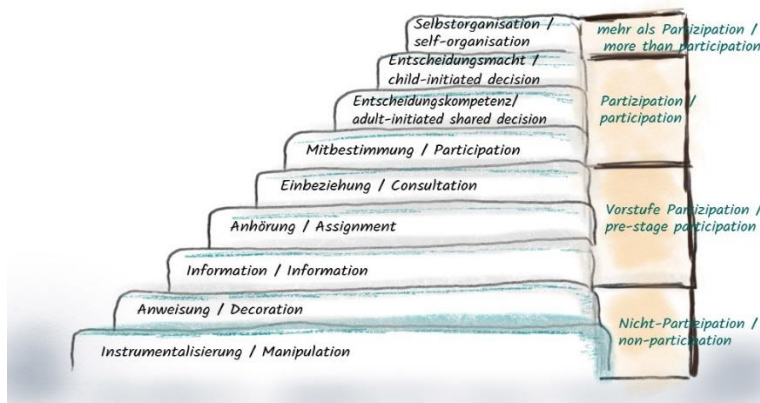 Selbstorganisation /
self-organisation
mehr als Partizipation /
more than participation
Entscheidungsmacht /
child-initiated decision
Entscheidungskompetenz/
adult-initiated shared decision
Partizipation /
participation
Mitbestimmung / Participation
Einbeziehung / Consultation
Anhörung / Assignment
Vorstufe Partizipation /
pre-stage participation
Information / Information
Anweisung / Decoration
Instrumentalisierung / Manipulation
Nicht-Partizipation /
non-participation